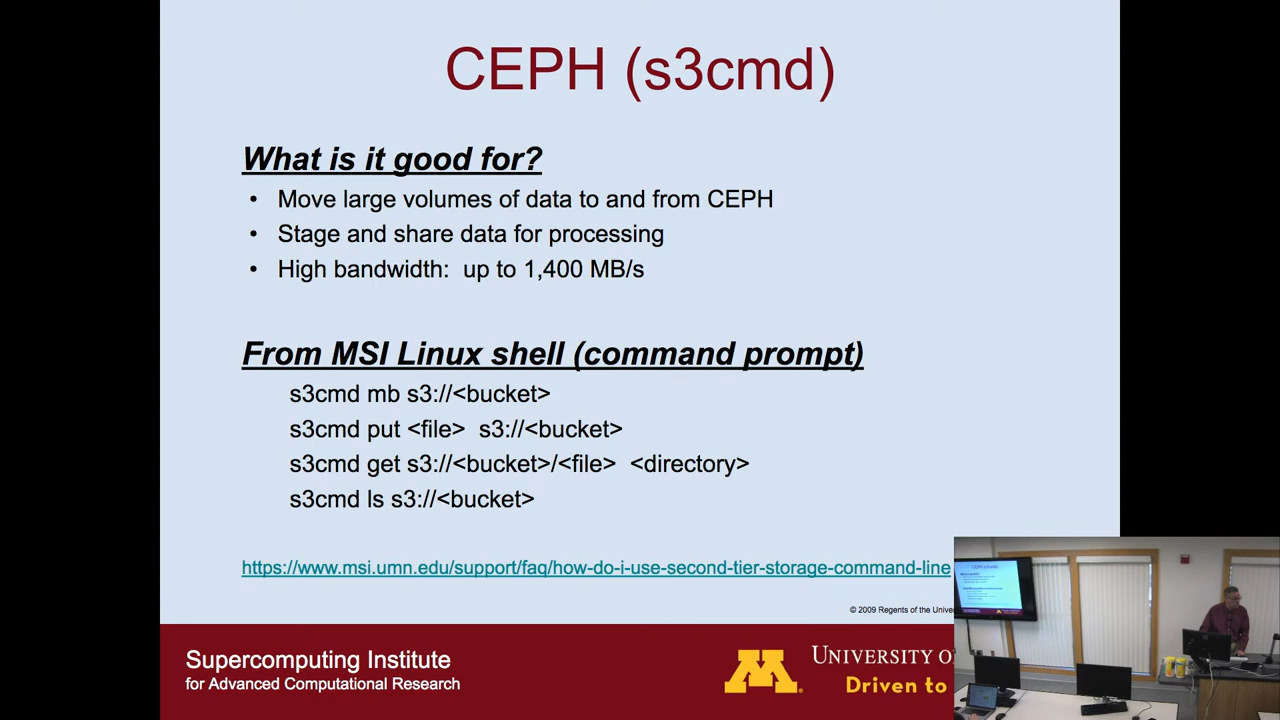 CEPH (s3cmd)
What is it good for?
• Move large volumes of data to and from CEPH
• Stage and share data for processing
• High bandwidth: up to 1,400 MB/s
From MSI Linux shell (command prompt)
s3cmd mb s3://<bucket>
s3cmd put <file> s3://<bucket>
s3cmd get s3://<bucket>/<file> <directory>
s3cmd ls s3://<bucket>
https://www.msi.umn.edu/support/faq/how-do-i-use-second-tier-storage-command-line
© 2009 Regents of the Univer
Supercomputing Institute
for Advanced Computational Research
M
UNIVERSITY O
Driven to